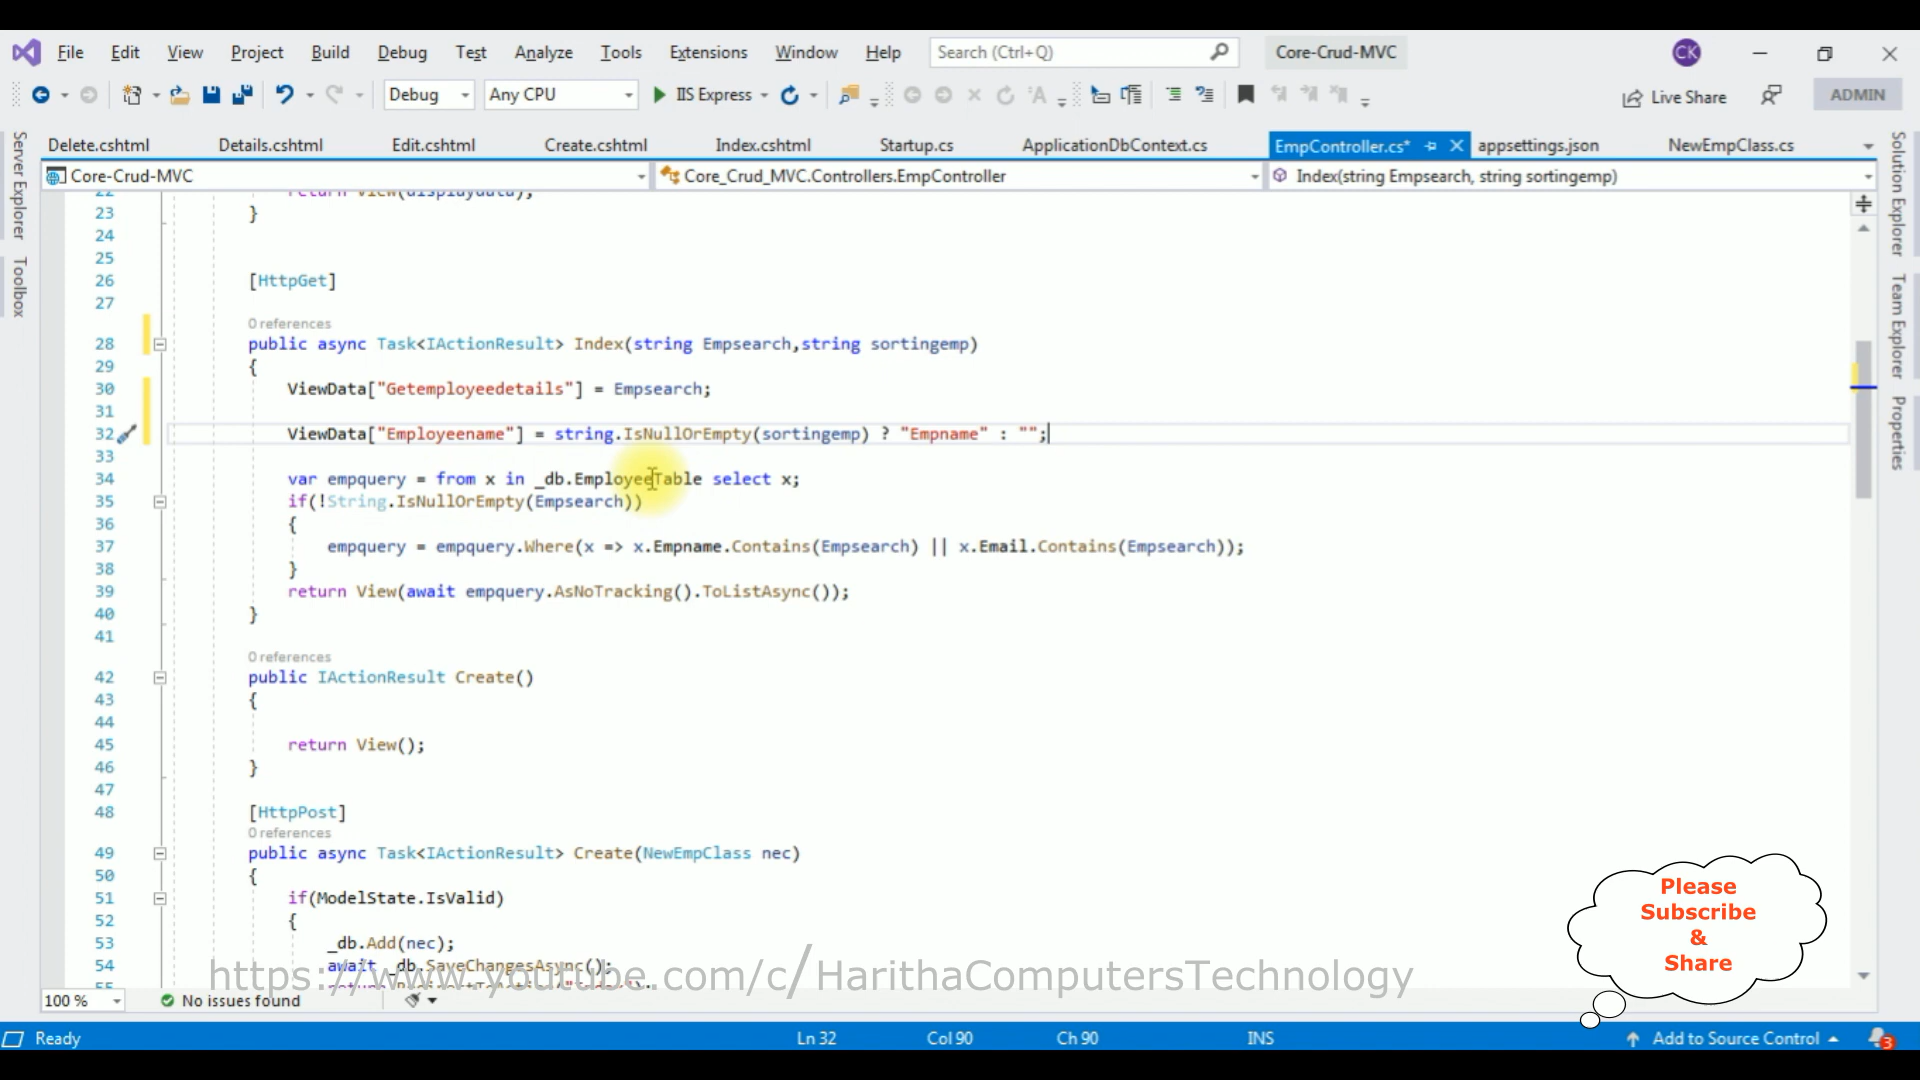 File Edit View Project Build Debug Test Analyze Tools Extensions Window Help Search (Ctrl+Q) Core-Crud-MVC CK
Debug Any CPU IIS Express Live Share ADMIN
Delete.cshtml Details.cshtml Edit.cshtml Create.cshtml Index.cshtml Startup.cs ApplicationDbContext.cs EmpController.cs* appsettings.json NewEmpClass.cs
Core-Crud-MVC Core_Crud_MVC.Controllers.EmpController Index(string Empsearch, string sortingemp)
Server Explorer
Toolbox
Solution Explorer
Team Explorer
Properties
22 return View(displaydata);
23 }
24
25
26 [HttpGet]
27
0 references
28 public async Task<IActionResult> Index(string Empsearch,string sortingemp)
29 {
30 ViewData["Getemployeedetails"] = Empsearch;
31
32 ViewData["Employeename"] = string.IsNullOrEmpty(sortingemp) ? "Empname" : "";
33
34 var empquery = from x in _db.EmployeeTable select x;
35 if(!String.IsNullOrEmpty(Empsearch))
36 {
37 empquery = empquery.Where(x => x.Empname.Contains(Empsearch) || x.Email.Contains(Empsearch));
38 }
39 return View(await empquery.AsNoTracking().ToListAsync());
40 }
41
0 references
42 public IActionResult Create()
43 {
44
45 return View();
46 }
47
48 [HttpPost]
0 references
49 public async Task<IActionResult> Create(NewEmpClass nec)
50 {
51 if(ModelState.IsValid)
52 {
53 _db.Add(nec);
54 await _db.SaveChangesAsync();
55 return RedirectToAction("Index");
https://www.youtube.com/c/HarithaComputersTechnology
Please
Subscribe
&
Share
100 % No issues found
Ready Ln 32 Col 90 Ch 90 INS Add to Source Control 3